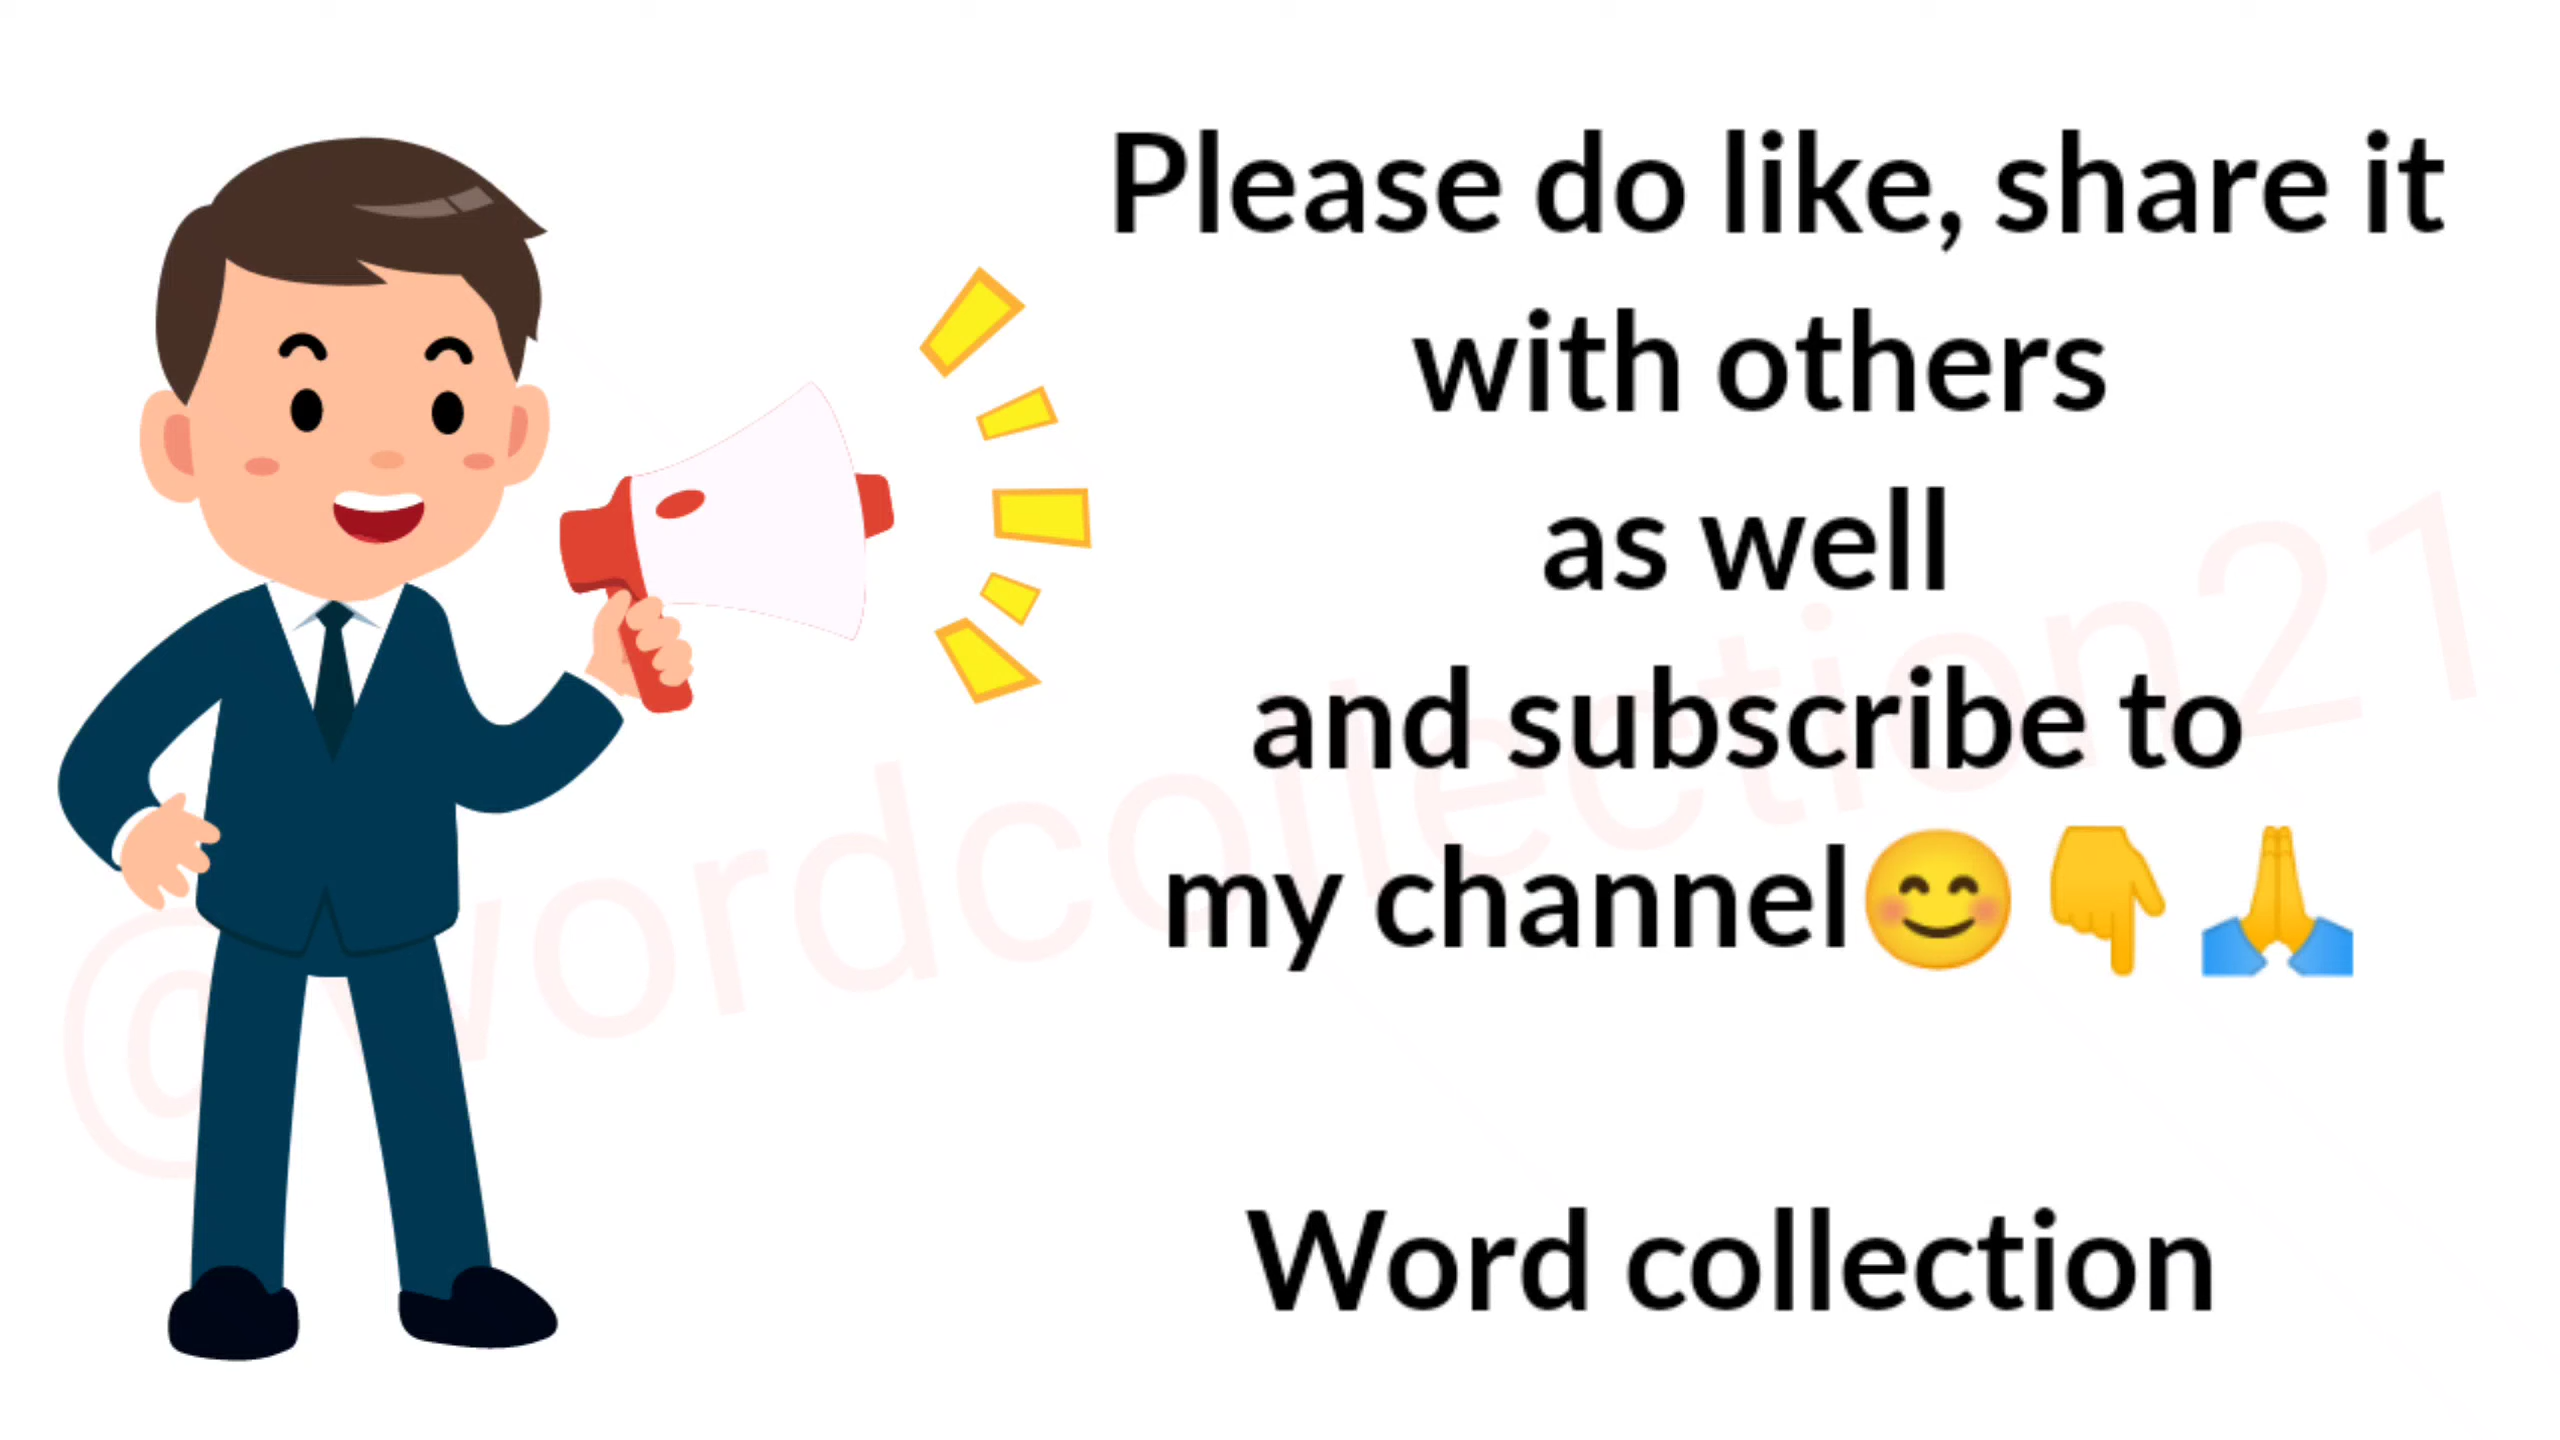 Please do like, share it
with others
as well
and subscribe to
my channel😊👇🙏
Word collection
@wordcollection21